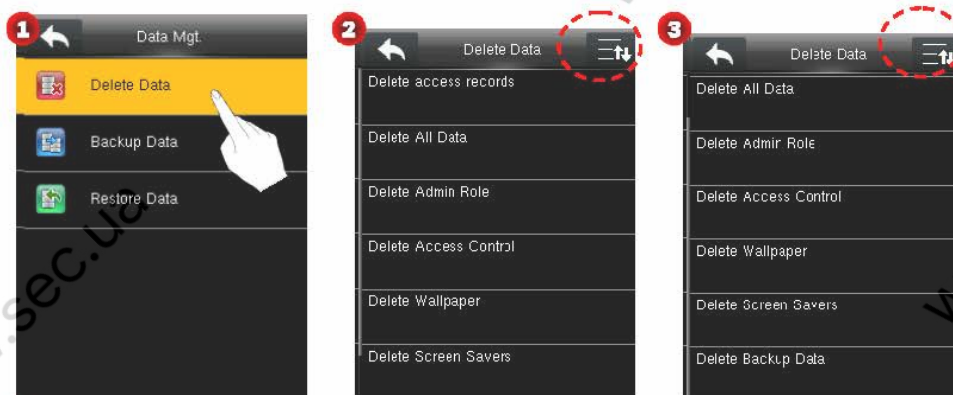 1
Data Mgt.
Delete Data
Backup Data
Restore Data
2
Delete Data
Delete access records
Delete All Data
Delete Admin Role
Delete Access Control
Delete Wallpaper
Delete Screen Savers
3
Delete Data
Delete All Data
Delete Admin Role
Delete Access Control
Delete Wallpaper
Delete Screen Savers
Delete Backup Data
.sec.ua